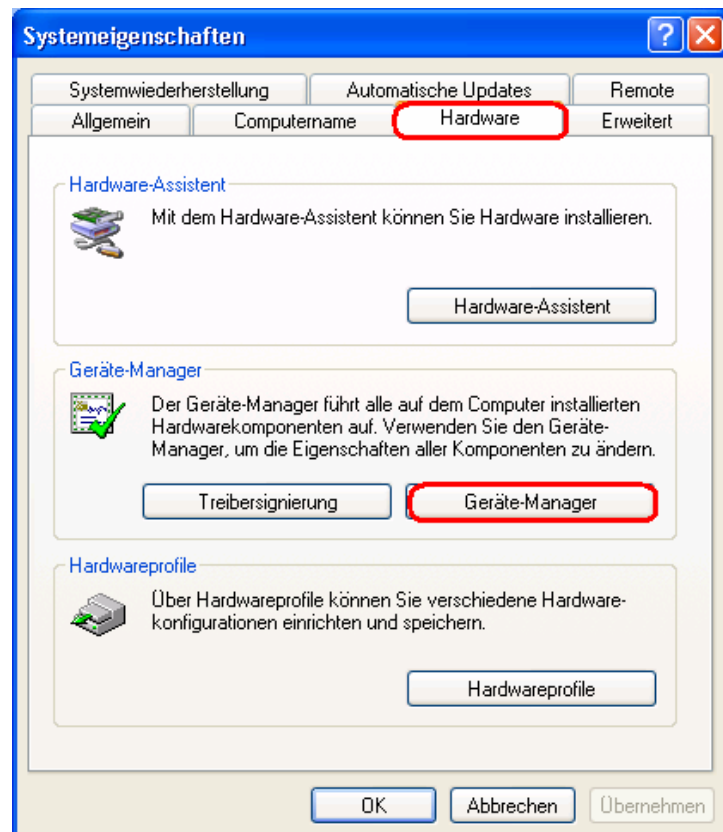 Systemeigenschaften
Systemwiederherstellung Automatische Updates Remote
Allgemein Computername Hardware Erweitert
Hardware-Assistent
Mit dem Hardware-Assistent können Sie Hardware installieren.
Hardware-Assistent
Geräte-Manager
Der Geräte-Manager führt alle auf dem Computer installierten
Hardwarekomponenten auf. Verwenden Sie den Geräte-
Manager, um die Eigenschaften aller Komponenten zu ändern.
Treibersignierung Geräte-Manager
Hardwareprofile
Über Hardwareprofile können Sie verschiedene Hardware-
konfigurationen einrichten und speichern.
Hardwareprofile
OK Abbrechen Übernehmen